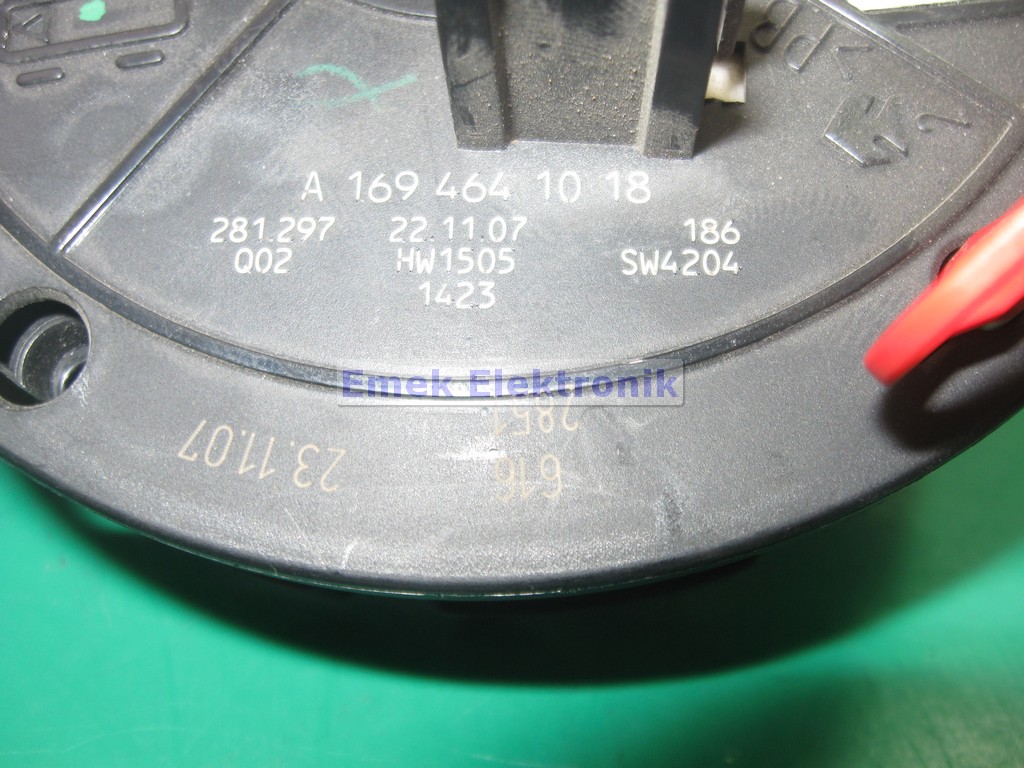 A 169 464 10 18
281.297 22.11.07 186
Q02 HW1505 SW4204
1423
Emek Elektronik
2851
616
23.11.07